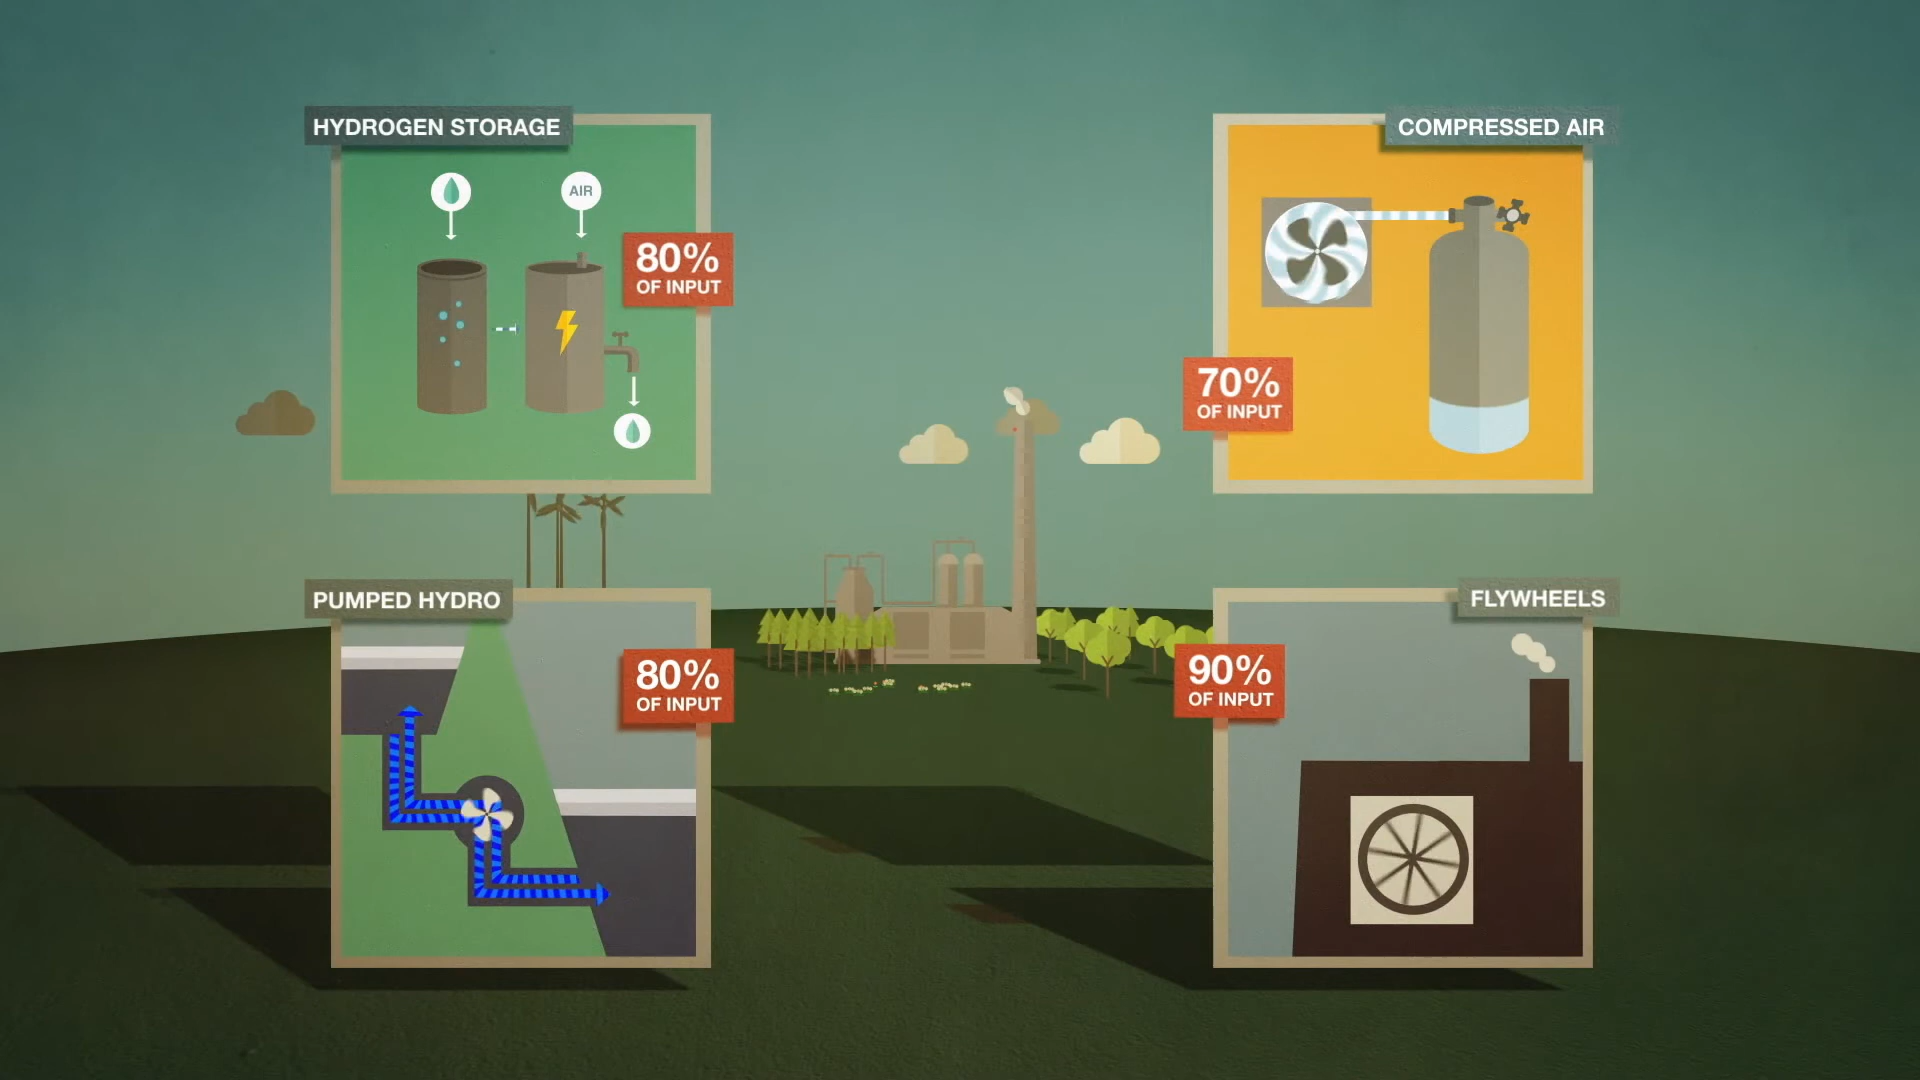 HYDROGEN STORAGE
AIR
80%
OF INPUT
COMPRESSED AIR
70%
OF INPUT
PUMPED HYDRO
80%
OF INPUT
FLYWHEELS
90%
OF INPUT